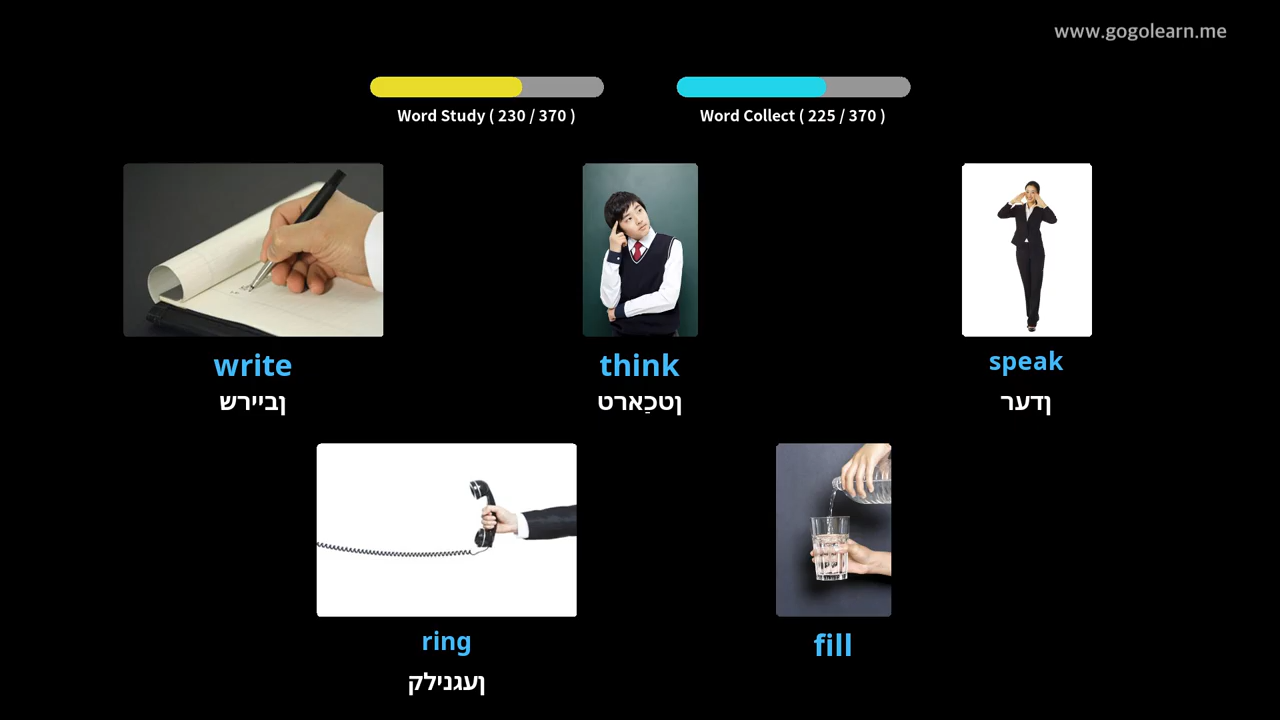 www.gogolearn.me
Word Study ( 230 / 370 )
Word Collect ( 225 / 370 )
write
שרייבן
think
טראַכטן
speak
רעדן
ring
קלינגען
fill